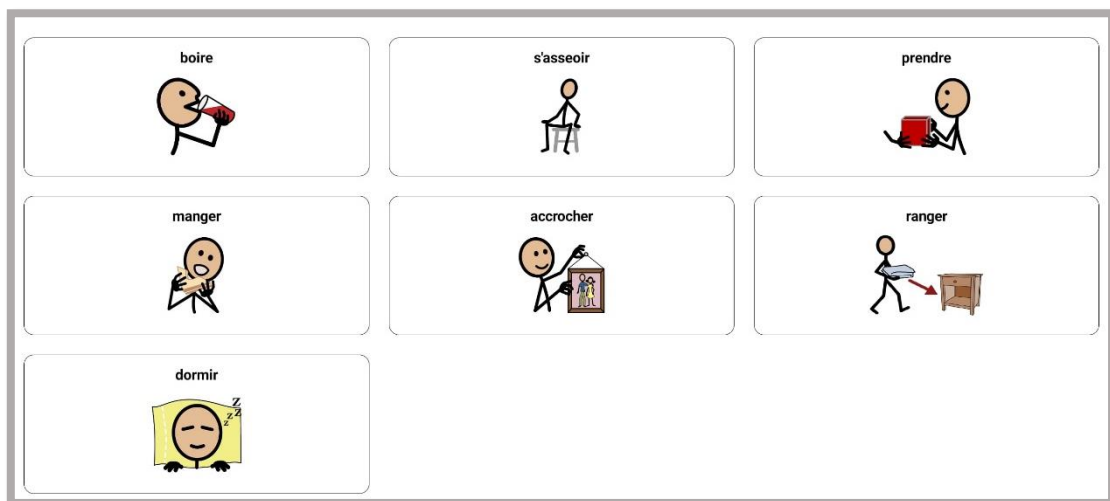 boire
s'asseoir
prendre
manger
accrocher
ranger
dormir
z
z
z
z